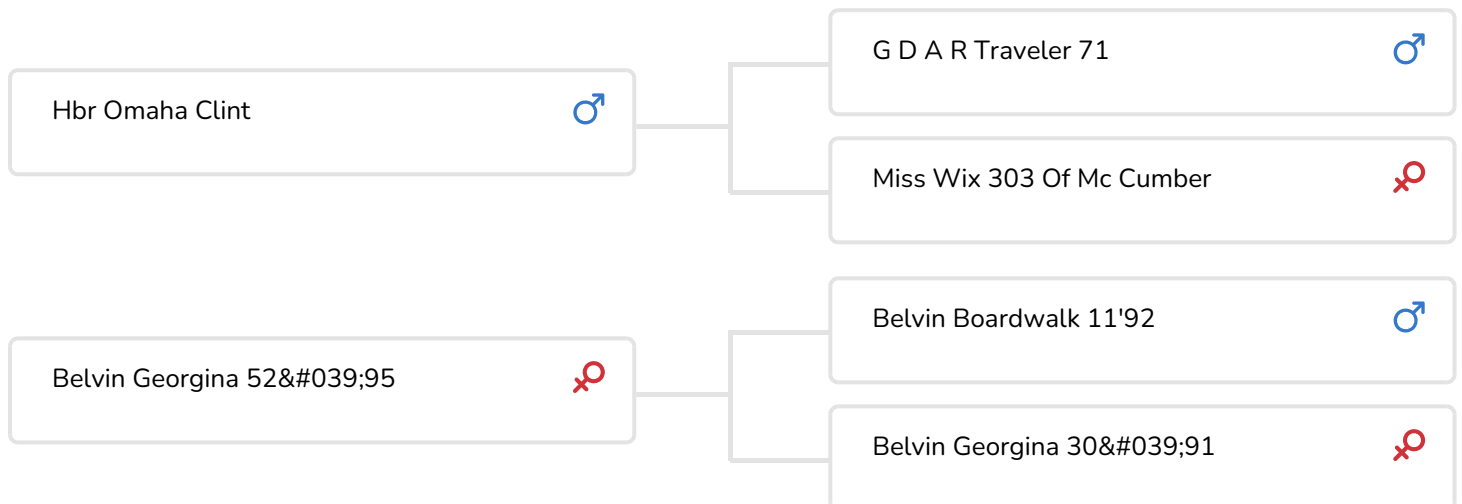 G D A R Traveler 71
Hbr Omaha Clint
Miss Wix 303 Of Mc Cumber
Belvin Boardwalk 11'92
Belvin Georgina 52&#039;95
Belvin Georgina 30&#039;91